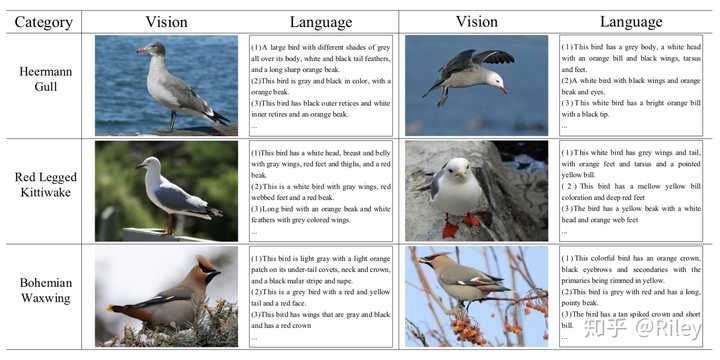 Category Vision Language Vision Language
Heermann
Gull
(1)A large bird with different shades of grey
all over its body, white and black tail feathers,
and a long sharp orange beak.
(2)This bird is gray and black in color, with a
orange beak.
(3)This bird has black outer retices and white
inner retires and an orange beak.
...
(1)This bird has a grey body, a white head
with an orange bill and black wings, tarsus
and feet.
(2)A white bird with black wings and orange
beak and eyes.
(3)This white bird has a bright orange bill
with a black tip.
...
Red Legged
Kittiwake
(1)This bird has a white head, breast and belly
with gray wings, red feet and thighs, and a red
beak.
(2)This is a white bird with gray wings, red
webbed feet and a red beak.
(3)Long bird with an orange beak and white
feathers with grey colored wings.
...
(1)This white bird has grey wings and tail,
with orange feet and tarsus and a pointed
yellow bill.
(2) This bird has a mellow yellow bill
coloration and deep red feet
(3)The bird has a yellow beak with a white
head and orange web feet
...
Bohemian
Waxwing
(1)This bird is light gray with a light orange
patch on its under-tail covets, neck and crown,
and a black malar stripe and nape.
(2)This is a grey bird with a red and yellow
tail and a red face.
(3)This bird has wings that are gray and black
and has a red crown
...
(1)This colorful bird has an orange crown,
black eyebrows and secondaries with the
primaries being rimmed in yellow.
(2)This bird is grey with red and has a long,
pointy beak.
(3)The bird has a tan spiked crown and short
bill.
...
知乎 @Riley